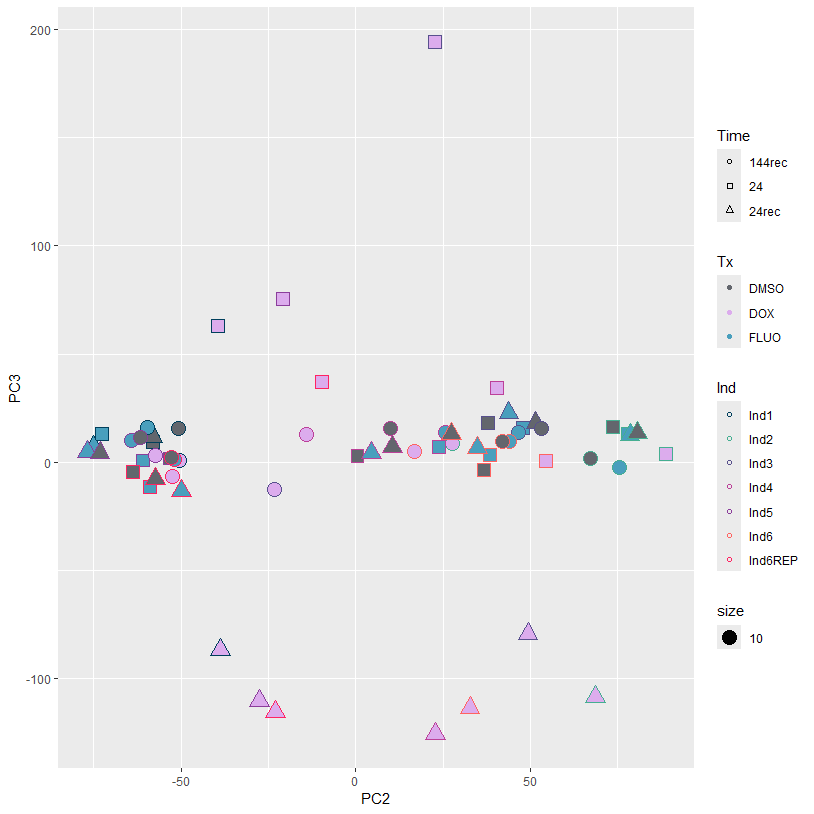 200
100
0
-100
PC3
-50
0
50
PC2
Time
144rec
24
24rec
Tx
DMSO
DOX
FLUO
Ind
Ind1
Ind2
Ind3
Ind4
Ind5
Ind6
Ind6REP
size
10